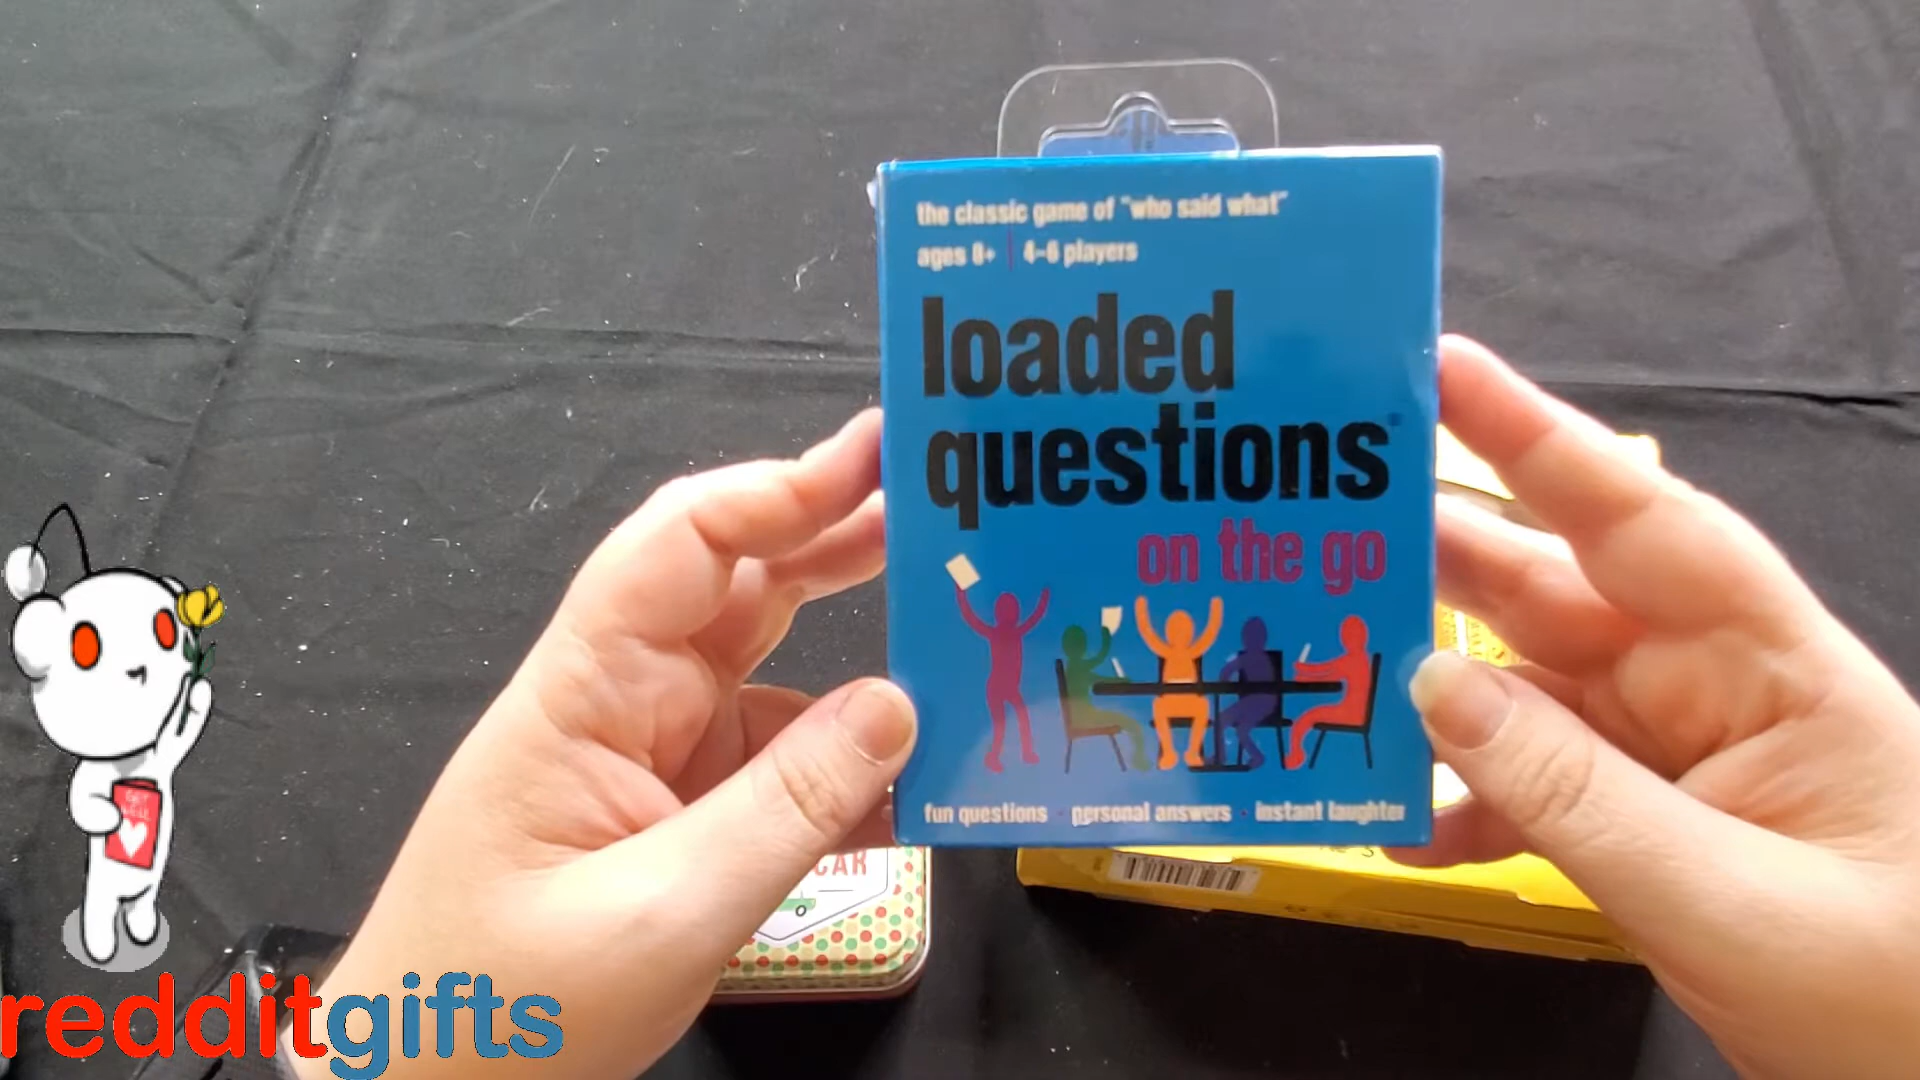 the classic game of "who said what"
ages 8+ | 4-6 players
loaded
questions®
on the go
fun questions · personal answers · instant laughter
CAR
redditgifts